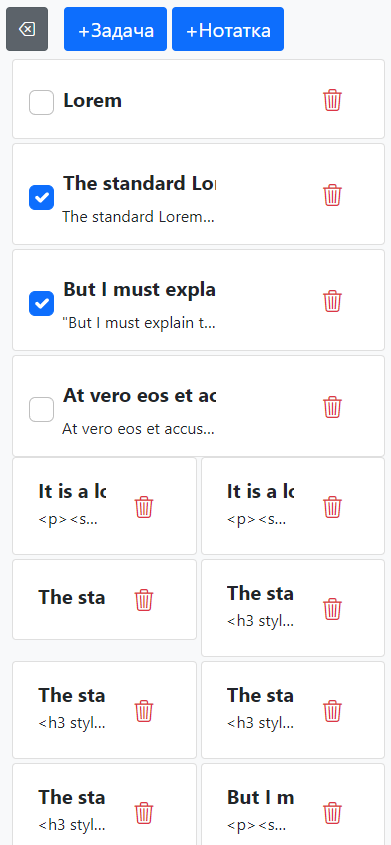 +Задача +Нотатка
Lorem
The standard Lo
The standard Lorem...
But I must expla
"But I must explain t...
At vero eos et ac
At vero eos et accus...
It is a lo
<p><s...
It is a lo
<p><s...
The sta
The sta
<h3 styl...
The sta
<h3 styl...
The sta
<h3 styl...
The sta
<h3 styl...
But I m
<p><s...